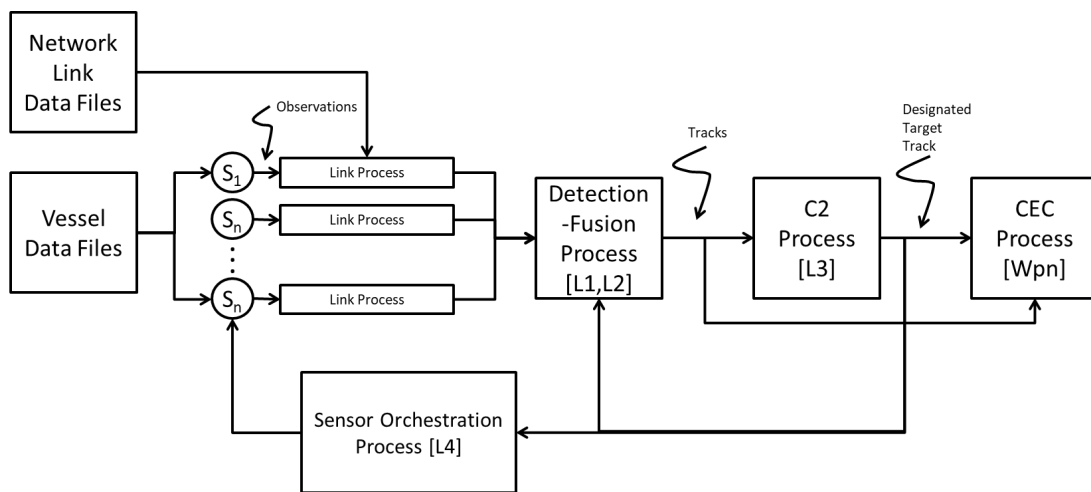 Network
Link
Data Files
Observations
Designated
Target
Track
Tracks
S1
Link Process
Vessel
Data Files
Sn
Link Process
Sn
Link Process
Detection
-Fusion
Process
[L1,L2]
C2
Process
[L3]
CEC
Process
[Wpn]
Sensor Orchestration
Process [L4]